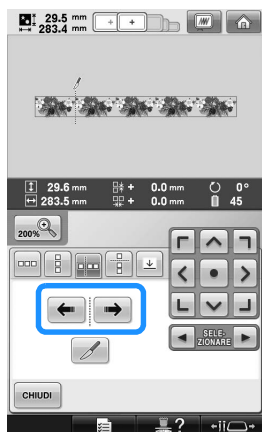 29.5 mm
283.4 mm
29.6 mm + 0.0 mm 0°
283.5 mm + 0.0 mm 45
200%
SELE-
ZIONARE
CHIUDI
?